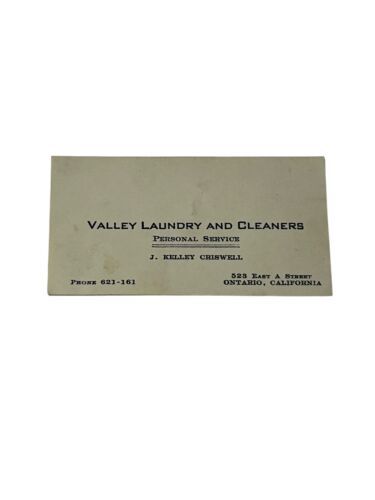 Valley Laundry and Cleaners
Personal Service
J. KELLEY CRISWELL
Phone 621-161
523 East A Street
ONTARIO, CALIFORNIA